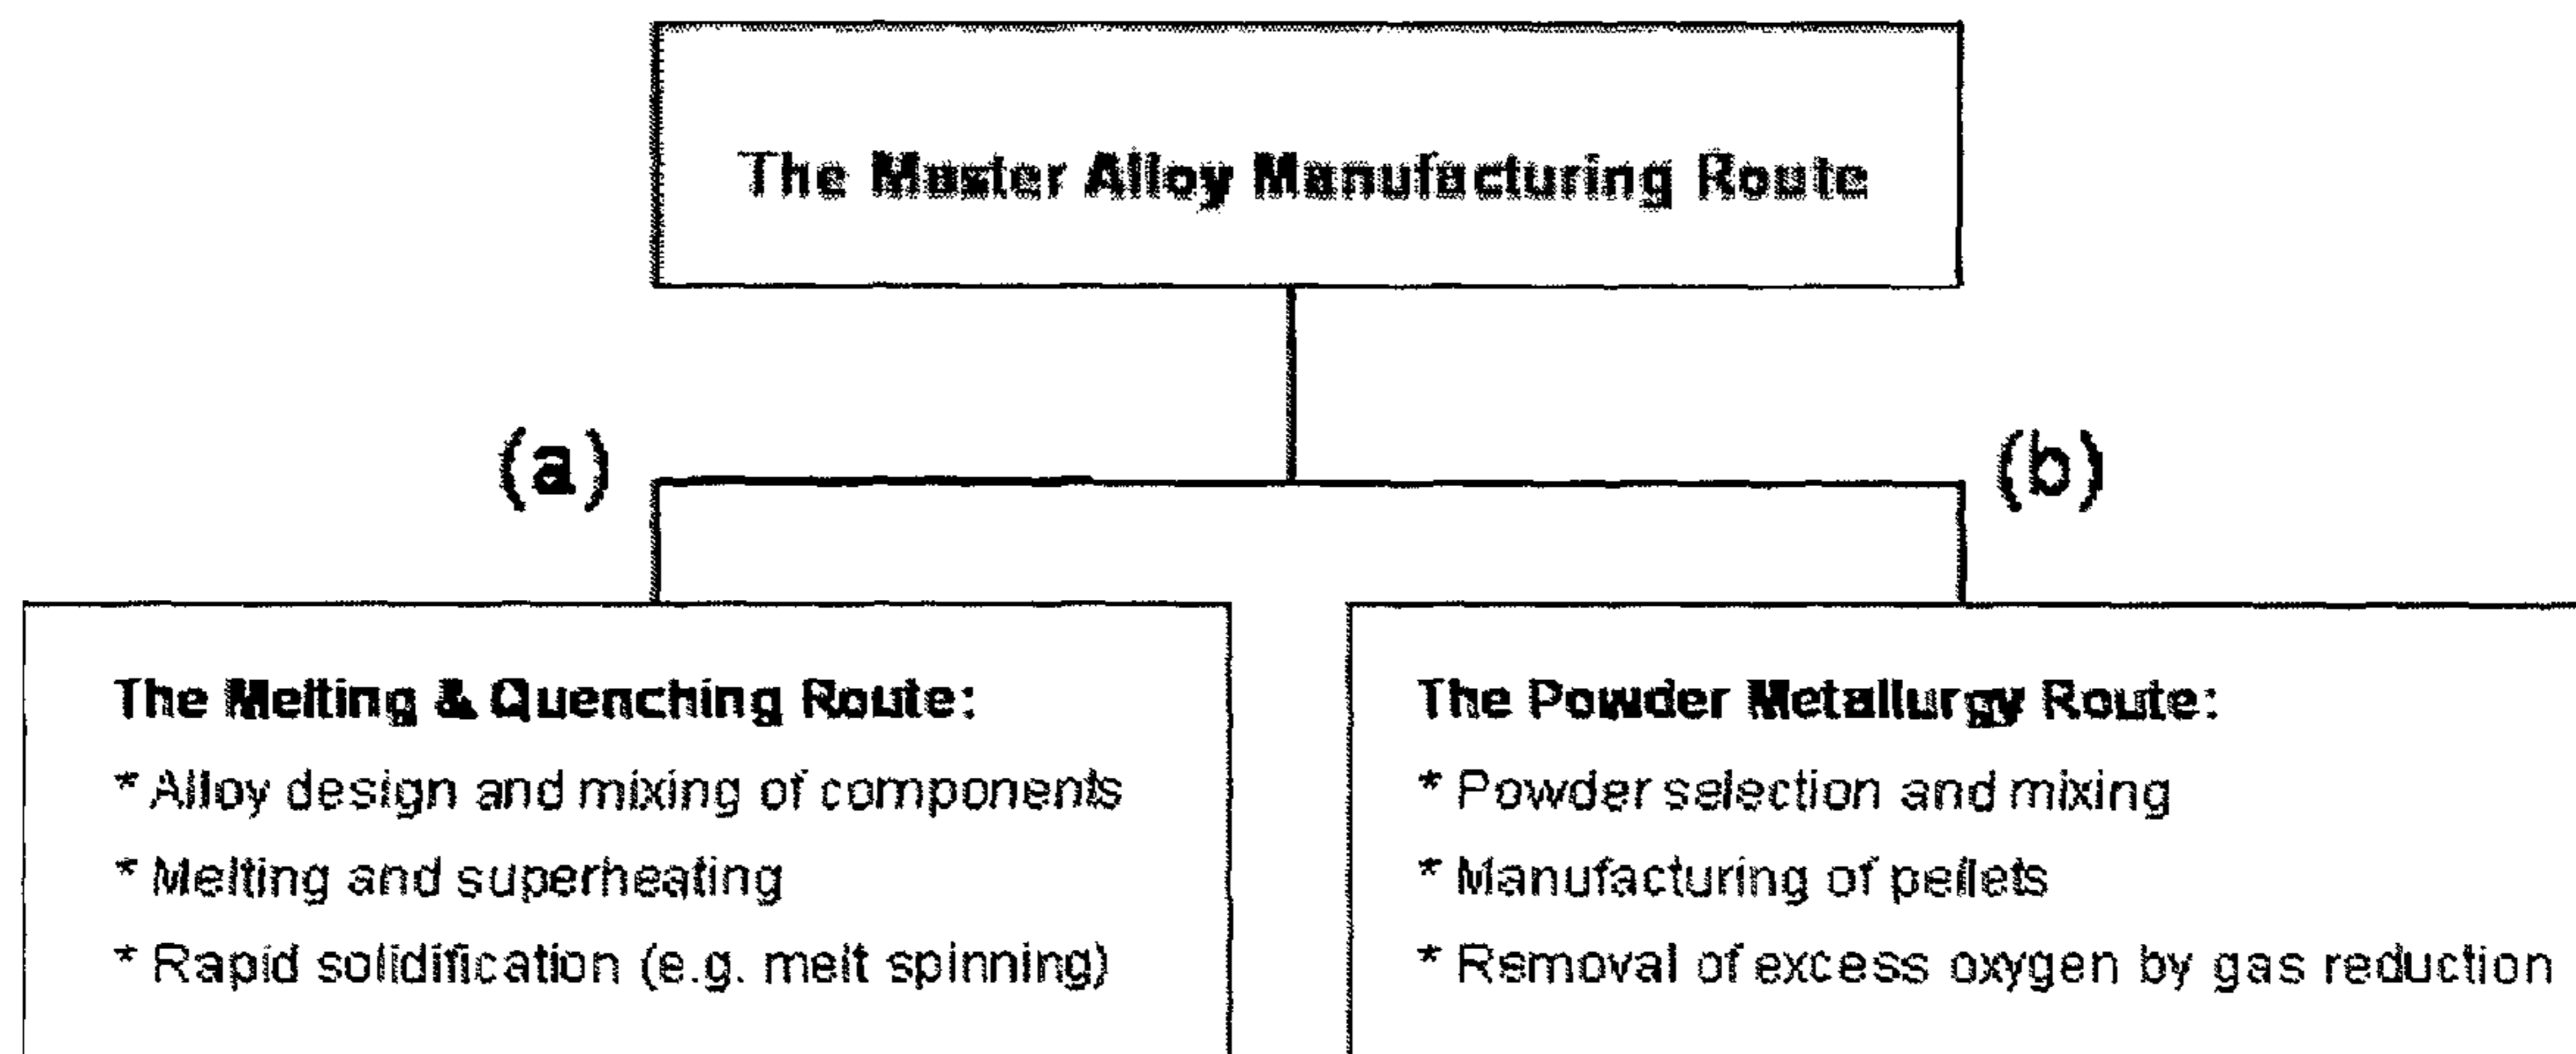 The Master Alloy Manufacturing Route
(a)
(b)
The Melting & Quenching Route:
* Alloy design and mixing of components
* Melting and superheating
* Rapid solidification (e.g. melt spinning)
The Powder Metallurgy Route:
* Powder selection and mixing
* Manufacturing of pellets
* Removal of excess oxygen by gas reduction